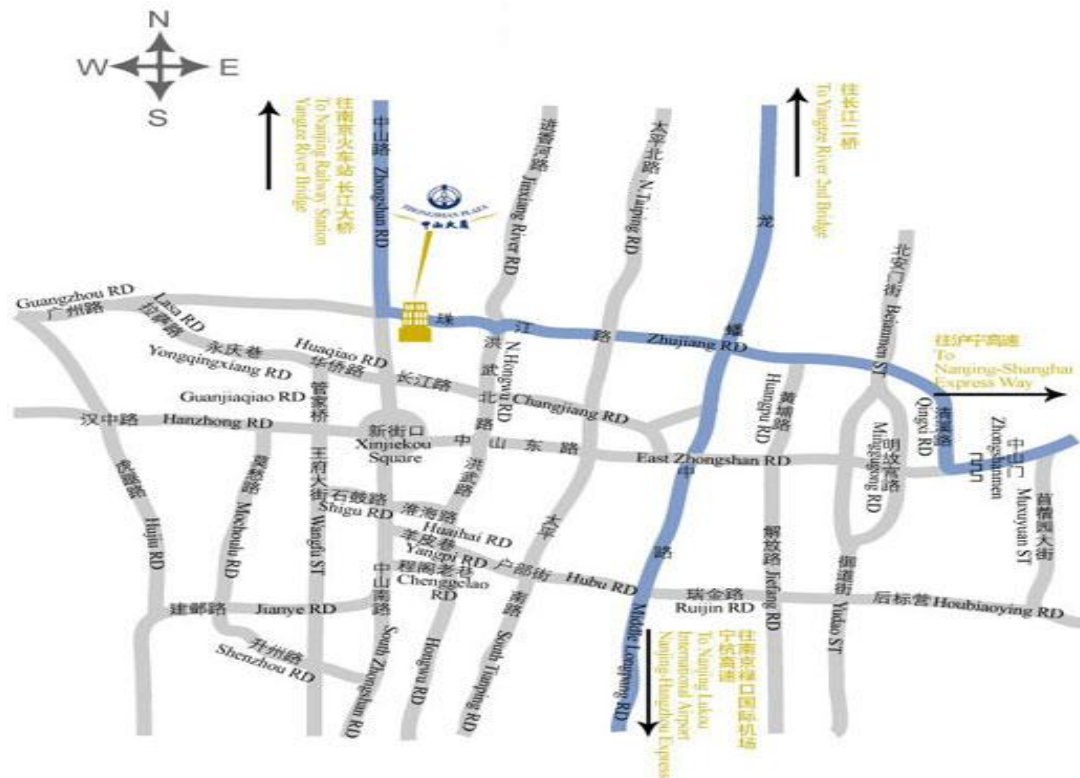 N
W
E
S
往南京火车站 长江大桥
To Nanjing Railway Station
Yangtze River Bridge
中山路 Zhongshan RD
ZHONGSHAN PLAZA
中山大厦
进香河路 Jinxiang River RD
太平北路 N.Taiping RD
往长江二桥
To Yangtze River 2nd Bridge
北安门街 Beianmen ST
往沪宁高速
To
Nanjing-Shanghai
Express Way
Guangzhou RD
广州路
Lasa RD
拉萨路
永庆巷
Yongqingxiang RD
Huaqiao RD
华侨路
长江路
Changjiang RD
珠江路
Zhujiang RD
洪武北路
N.Hongwu RD
龙蟠中路
Middle Longpang RD
Guanjiaqiao RD
管家桥
汉中路
Hanzhong RD
新街口
Xinjiekou
Square
中山东路
East Zhongshan RD
Huangpu RD
黄埔路
Minggugong RD
明故宫路
Qingxi RD
清溪路
Zhongshanmen
中山门
Muxuyuan ST
苜蓿园大街
Hujiu RD
莫愁路 Mochoulu RD
王府大街 Wangfu ST
石鼓路
Shigu RD
淮海路
Huaihai RD
洪武路
羊皮巷
Yangpi RD
程阁老巷
Chenggelao
RD
户部街
Hubu RD
太平南路 South Tianping RD
中山南路 South Zhongshan RD
Hongwu RD
建邺路
Jianye RD
升州路
Shenzhou RD
瑞金路
Ruijin RD
解放路 Jiefang RD
御道街 Yudao ST
后标营 Houbiaoying RD
往南京禄口国际机场
宁杭高速
To Nanjing Lukou
International Airport
Nanjing-Hangzhou Express